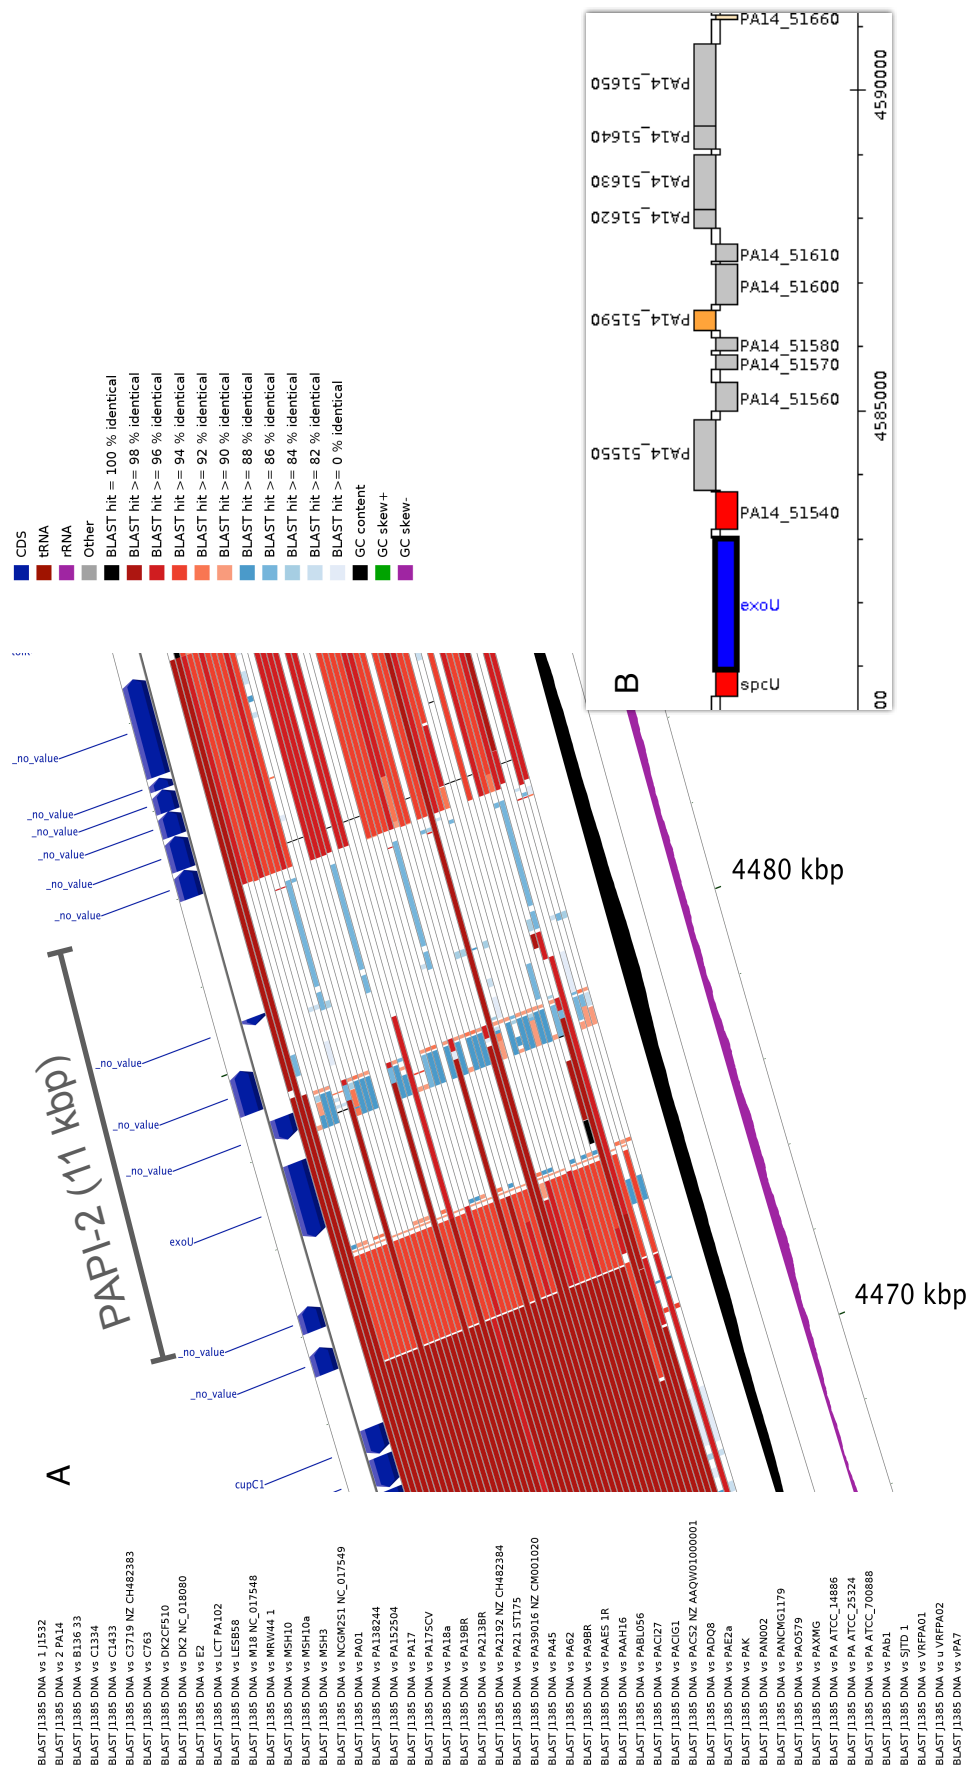 A
BLAST J1385 DNA vs 1 J1532
BLAST J1385 DNA vs 2 PA14
BLAST J1385 DNA vs B136 33
BLAST J1385 DNA vs C1334
BLAST J1385 DNA vs C1433
BLAST J1385 DNA vs C3719 NZ CH482383
BLAST J1385 DNA vs C763
BLAST J1385 DNA vs DK2CF510
BLAST J1385 DNA vs DK2 NC_018080
BLAST J1385 DNA vs E2
BLAST J1385 DNA vs LCT PA102
BLAST J1385 DNA vs LESB58
BLAST J1385 DNA vs M18 NC_017548
BLAST J1385 DNA vs MRW44 1
BLAST J1385 DNA vs MSH10
BLAST J1385 DNA vs MSH10a
BLAST J1385 DNA vs MSH3
BLAST J1385 DNA vs NCGM2S1 NC_017549
BLAST J1385 DNA vs PA01
BLAST J1385 DNA vs PA138244
BLAST J1385 DNA vs PA152504
BLAST J1385 DNA vs PA17
BLAST J1385 DNA vs PA17SCV
BLAST J1385 DNA vs PA18a
BLAST J1385 DNA vs PA19BR
BLAST J1385 DNA vs PA213BR
BLAST J1385 DNA vs PA2192 NZ CH482384
BLAST J1385 DNA vs PA21 ST175
BLAST J1385 DNA vs PA39016 NZ CM001020
BLAST J1385 DNA vs PA45
BLAST J1385 DNA vs PA62
BLAST J1385 DNA vs PA9BR
BLAST J1385 DNA vs PAAES 1R
BLAST J1385 DNA vs PAAH16
BLAST J1385 DNA vs PABL056
BLAST J1385 DNA vs PACI27
BLAST J1385 DNA vs PACIG1
BLAST J1385 DNA vs PACS2 NZ AAQW01000001
BLAST J1385 DNA vs PADQ8
BLAST J1385 DNA vs PAE2a
BLAST J1385 DNA vs PAK
BLAST J1385 DNA vs PAN002
BLAST J1385 DNA vs PANCMG1179
BLAST J1385 DNA vs PAO579
BLAST J1385 DNA vs PAXMG
BLAST J1385 DNA vs PA ATCC_14886
BLAST J1385 DNA vs PA ATCC_25324
BLAST J1385 DNA vs PA ATCC_700888
BLAST J1385 DNA vs PAb1
BLAST J1385 DNA vs SJTD 1
BLAST J1385 DNA vs VRFPA01
BLAST J1385 DNA vs u VRFPA02
BLAST J1385 DNA vs vPA7
PAPI-2 (11 kbp)
cupC1
_no_value
_no_value
exoU
_no_value
_no_value
_no_value
_no_value
_no_value
_no_value
_no_value
_no_value
_no_value
4470 kbp
4480 kbp
CDS
tRNA
rRNA
Other
BLAST hit = 100 % identical
BLAST hit >= 98 % identical
BLAST hit >= 96 % identical
BLAST hit >= 94 % identical
BLAST hit >= 92 % identical
BLAST hit >= 90 % identical
BLAST hit >= 88 % identical
BLAST hit >= 86 % identical
BLAST hit >= 84 % identical
BLAST hit >= 82 % identical
BLAST hit >= 0 % identical
GC content
GC skew+
GC skew-
B
PA14_51550
PA14_51590
PA14_51620
PA14_51630
PA14_51640
PA14_51650
spcU
exoU
PA14_51540
PA14_51560
PA14_51570
PA14_51580
PA14_51600
PA14_51610
PA14_51660
00
4585000
4590000